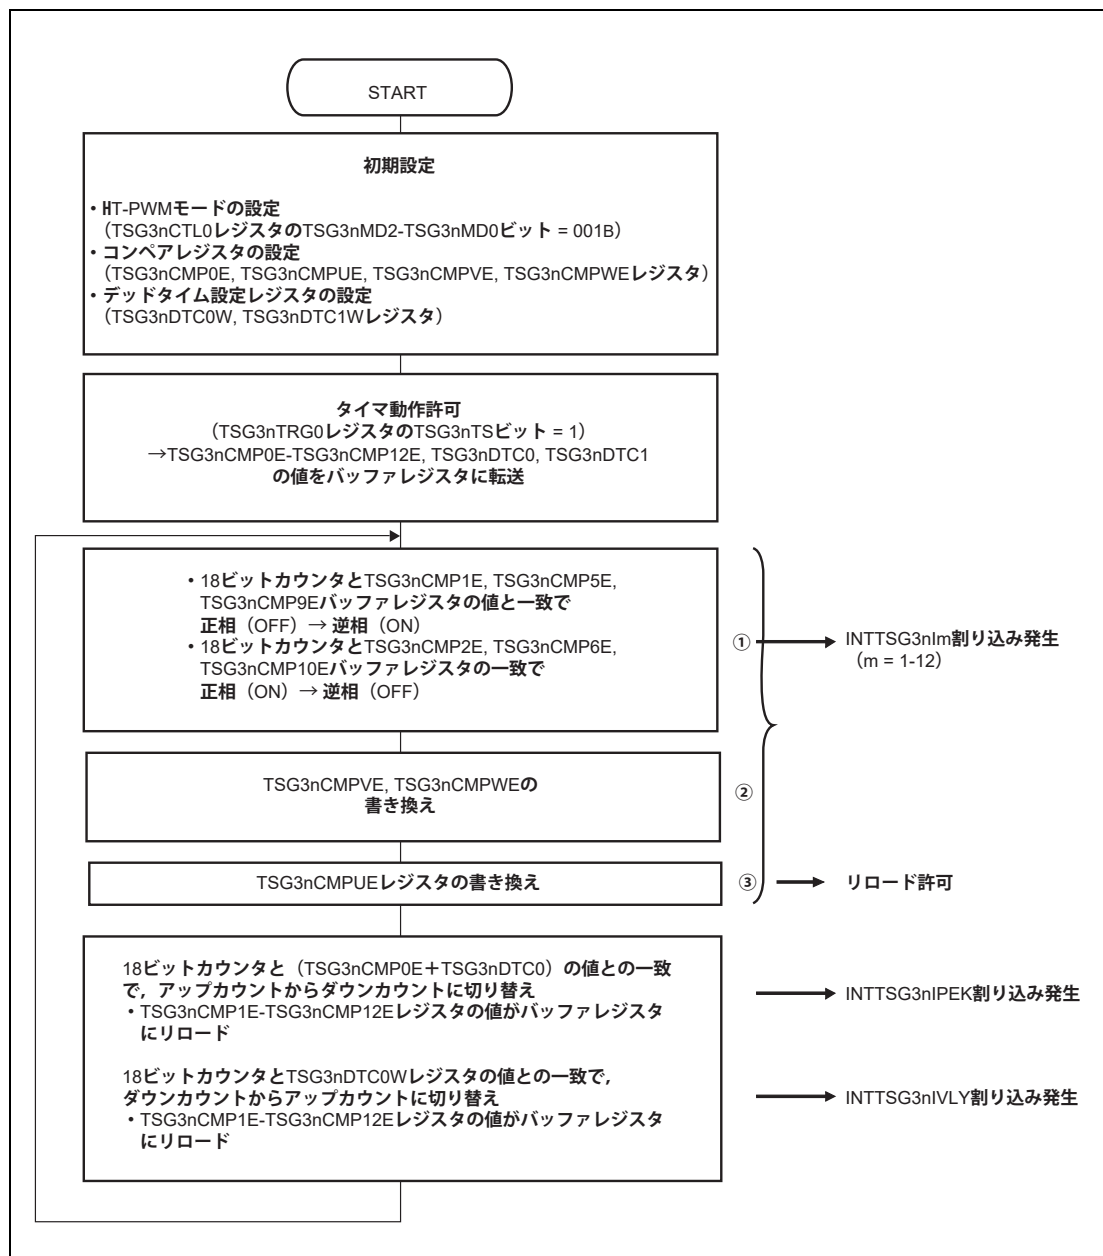 START
初期設定
・HT-PWMモードの設定
（TSG3nCTL0レジスタのTSG3nMD2-TSG3nMD0ビット = 001B）
・コンペアレジスタの設定
（TSG3nCMP0E, TSG3nCMPUE, TSG3nCMPVE, TSG3nCMPWEレジスタ）
・デッドタイム設定レジスタの設定
（TSG3nDTC0W, TSG3nDTC1Wレジスタ）
タイマ動作許可
（TSG3nTRG0レジスタのTSG3nTSビット = 1）
→TSG3nCMP0E-TSG3nCMP12E, TSG3nDTC0, TSG3nDTC1
の値をバッファレジスタに転送
・18ビットカウンタとTSG3nCMP1E, TSG3nCMP5E,
TSG3nCMP9Eバッファレジスタの値と一致で
正相（OFF）→ 逆相（ON）
・18ビットカウンタとTSG3nCMP2E, TSG3nCMP6E,
TSG3nCMP10Eバッファレジスタの一致で
正相（ON）→ 逆相（OFF）
①
INTTSG3nIm割り込み発生
（m = 1-12）
TSG3nCMPVE, TSG3nCMPWEの
書き換え
②
TSG3nCMPUEレジスタの書き換え
③
リロード許可
18ビットカウンタと（TSG3nCMP0E＋TSG3nDTC0）の値との一致
で，アップカウントからダウンカウントに切り替え
・TSG3nCMP1E-TSG3nCMP12Eレジスタの値がバッファレジスタ
にリロード
INTTSG3nIPEK割り込み発生
18ビットカウンタとTSG3nDTC0Wレジスタの値との一致で，
ダウンカウントからアップカウントに切り替え
・TSG3nCMP1E-TSG3nCMP12Eレジスタの値がバッファレジスタ
にリロード
INTTSG3nIVLY割り込み発生